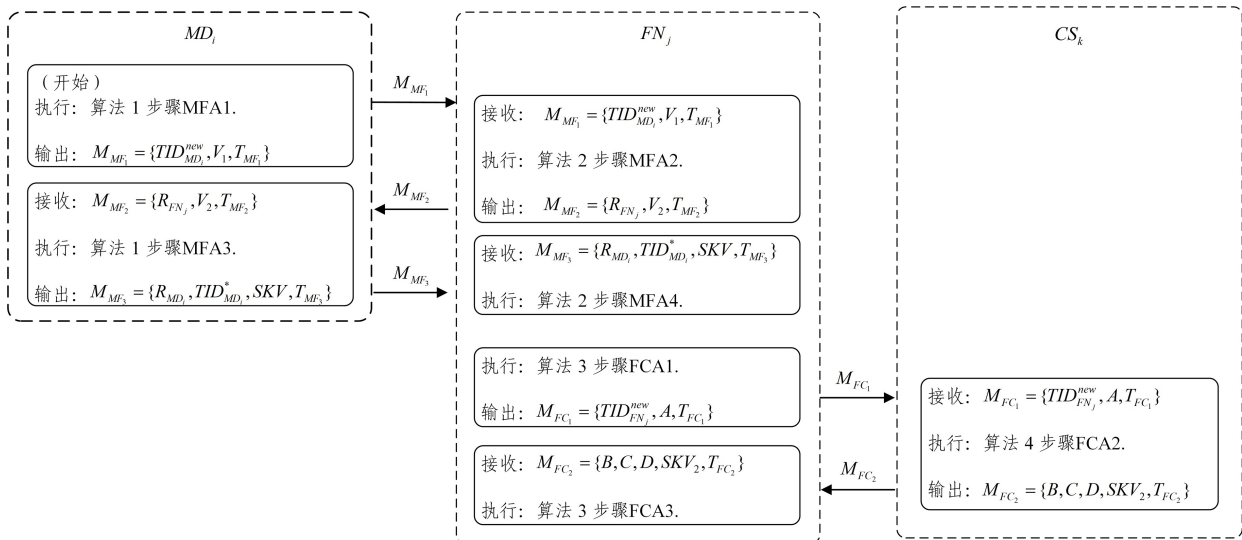 MD_i
(开始)
执行: 算法 1 步骤MFA1.
输出: M_{MF_1} = {TID_{MD_i}^{new}, V_1, T_{MF_1}}
接收: M_{MF_2} = {R_{FN_j}, V_2, T_{MF_2}}
执行: 算法 1 步骤MFA3.
输出: M_{MF_3} = {R_{MD_i}, TID_{MD_i}^{*}, SKV, T_{MF_3}}
M_{MF_1}
M_{MF_2}
M_{MF_3}
FN_j
接收: M_{MF_1} = {TID_{MD_i}^{new}, V_1, T_{MF_1}}
执行: 算法 2 步骤MFA2.
输出: M_{MF_2} = {R_{FN_j}, V_2, T_{MF_2}}
接收: M_{MF_3} = {R_{MD_i}, TID_{MD_i}^{*}, SKV, T_{MF_3}}
执行: 算法 2 步骤MFA4.
执行: 算法 3 步骤FCA1.
输出: M_{FC_1} = {TID_{FN_j}^{new}, A, T_{FC_1}}
接收: M_{FC_2} = {B, C, D, SKV_2, T_{FC_2}}
执行: 算法 3 步骤FCA3.
M_{FC_1}
M_{FC_2}
CS_k
接收: M_{FC_1} = {TID_{FN_j}^{new}, A, T_{FC_1}}
执行: 算法 4 步骤FCA2.
输出: M_{FC_2} = {B, C, D, SKV_2, T_{FC_2}}